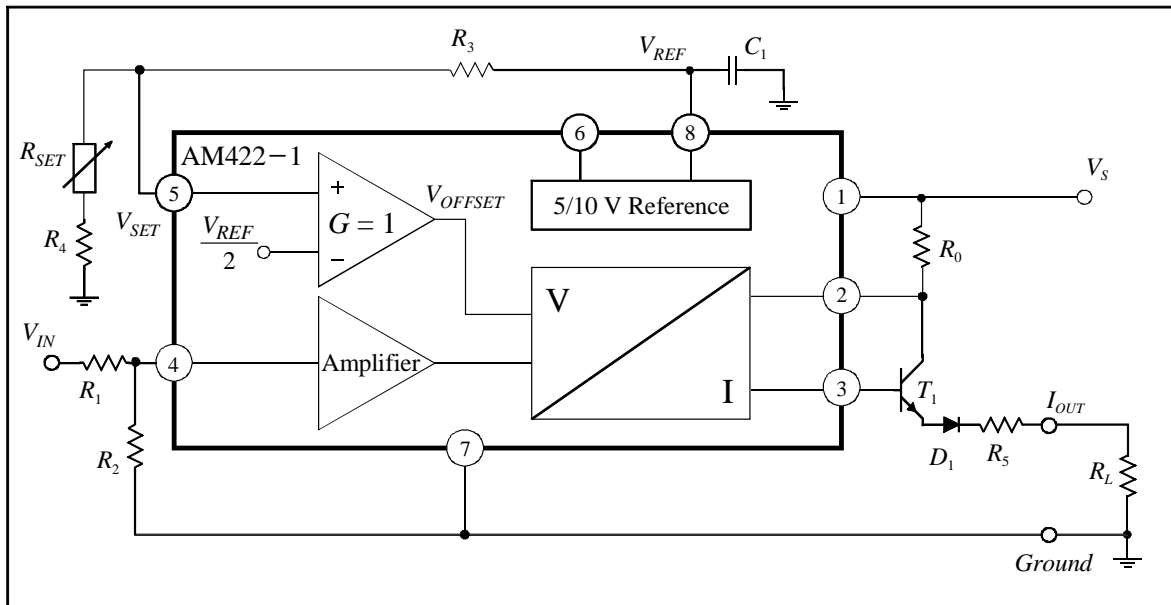 R3
VREF
C1
RSET
AM422−1
6
8
5
VSET
+
G = 1
−
VOFFSET
5/10 V Reference
1
VS
VREF
2
R4
R0
V
2
VIN
R1
4
Amplifier
I
3
T1
IOUT
R2
7
D1
R5
RL
Ground